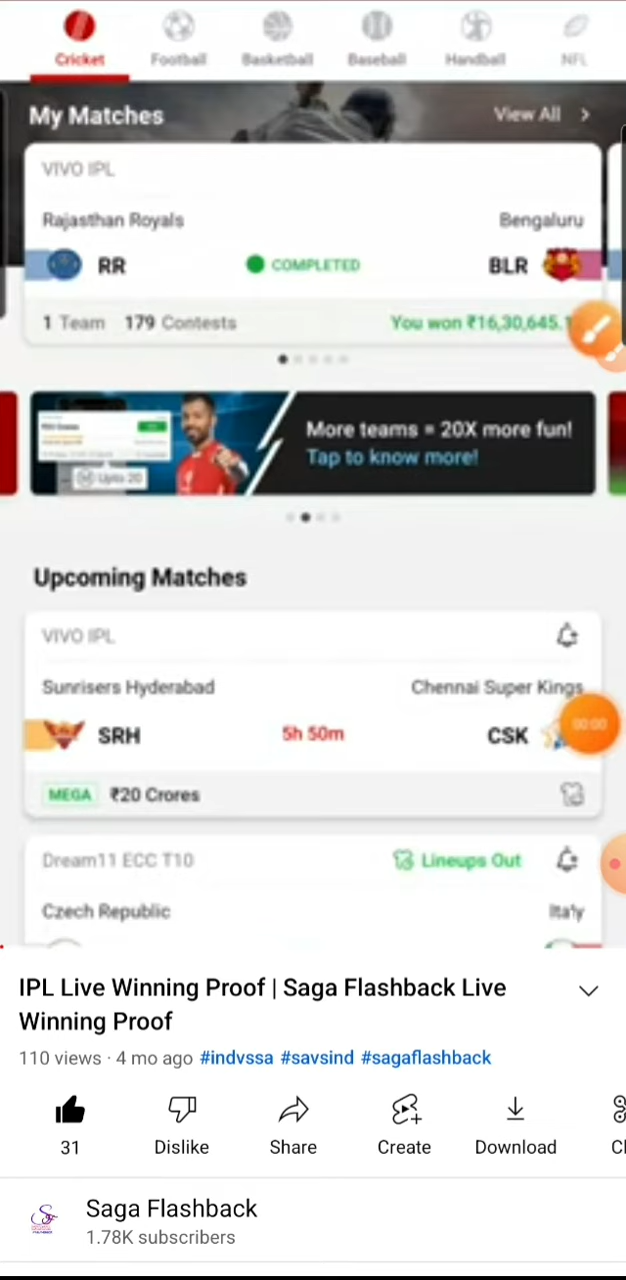 Cricket Football Basketball Baseball Handball NFL
My Matches View All >
VIVO IPL
Rajasthan Royals Bengaluru
RR COMPLETED BLR
1 Team 179 Contests You won ₹16,30,645.
More teams = 20X more fun!
Tap to know more!
Upto 20
Upcoming Matches
VIVO IPL
Sunrisers Hyderabad Chennai Super Kings
SRH 5h 50m CSK
00:00
MEGA ₹20 Crores
Dream11 ECC T10 Lineups Out
Czech Republic Italy
IPL Live Winning Proof | Saga Flashback Live
Winning Proof
110 views · 4 mo ago #indvssa #savsind #sagaflashback
31 Dislike Share Create Download Cl
Saga Flashback
1.78K subscribers